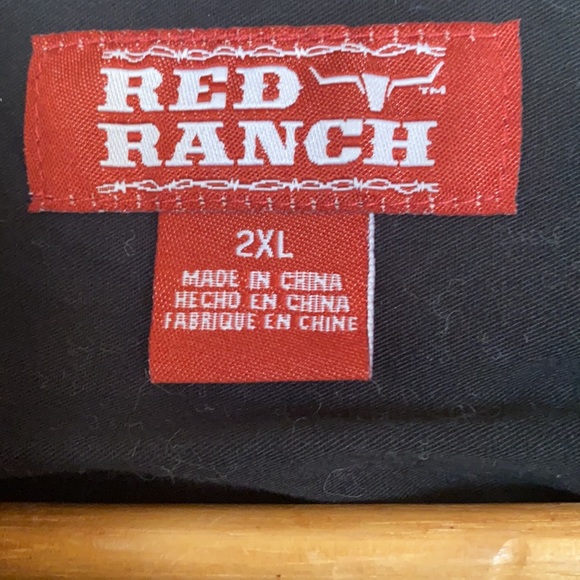 RED
RANCH
TM
2XL
MADE IN CHINA
HECHO EN CHINA
FABRIQUE EN CHINE